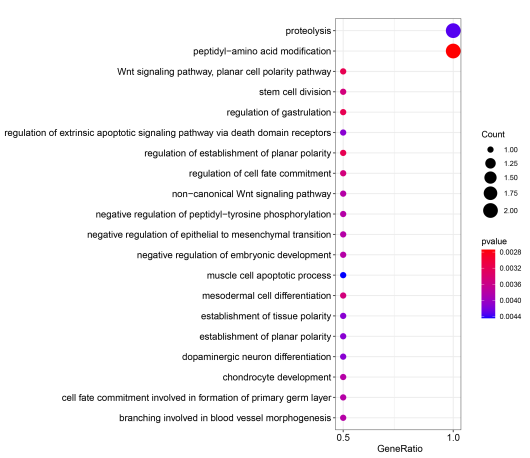 proteolysis
peptidyl−amino acid modification
Wnt signaling pathway, planar cell polarity pathway
stem cell division
regulation of gastrulation
regulation of extrinsic apoptotic signaling pathway via death domain receptors
regulation of establishment of planar polarity
regulation of cell fate commitment
non−canonical Wnt signaling pathway
negative regulation of peptidyl−tyrosine phosphorylation
negative regulation of epithelial to mesenchymal transition
negative regulation of embryonic development
muscle cell apoptotic process
mesodermal cell differentiation
establishment of tissue polarity
establishment of planar polarity
dopaminergic neuron differentiation
chondrocyte development
cell fate commitment involved in formation of primary germ layer
branching involved in blood vessel morphogenesis
0.5 1.0
GeneRatio
Count
1.00
1.25
1.50
1.75
2.00
pvalue
0.0028
0.0032
0.0036
0.0040
0.0044